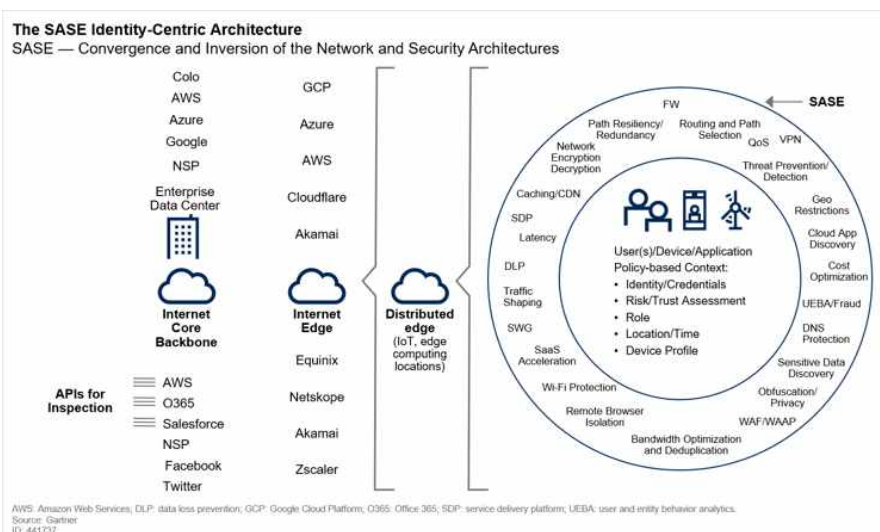 The SASE Identity-Centric Architecture
SASE — Convergence and Inversion of the Network and Security Architectures
Colo
AWS
Azure
Google
NSP
Enterprise
Data Center
Internet
Core
Backbone
APIs for
Inspection
AWS
O365
Salesforce
NSP
Facebook
Twitter
GCP
Azure
AWS
Cloudflare
Akamai
Internet
Edge
Equinix
Netskope
Akamai
Zscaler
Distributed
edge
(IoT, edge
computing
locations)
SASE
FW
Path Resiliency/
Redundancy
Routing and Path
Selection
QoS
VPN
Network
Encryption
Decryption
Threat Prevention/
Detection
Caching/CDN
Geo
Restrictions
SDP
Cloud App
Discovery
Latency
DLP
Cost
Optimization
Traffic
Shaping
UEBA/Fraud
SWG
DNS
Protection
SaaS
Acceleration
Sensitive Data
Discovery
Wi-Fi Protection
Obfuscation/
Privacy
Remote Browser
Isolation
WAF/WAAP
Bandwidth Optimization
and Deduplication
User(s)/Device/Application
Policy-based Context:
• Identity/Credentials
• Risk/Trust Assessment
• Role
• Location/Time
• Device Profile
AWS: Amazon Web Services; DLP: data loss prevention; GCP: Google Cloud Platform; O365: Office 365; SDP: service delivery platform; UEBA: user and entity behavior analytics.
Source: Gartner
ID: 441737